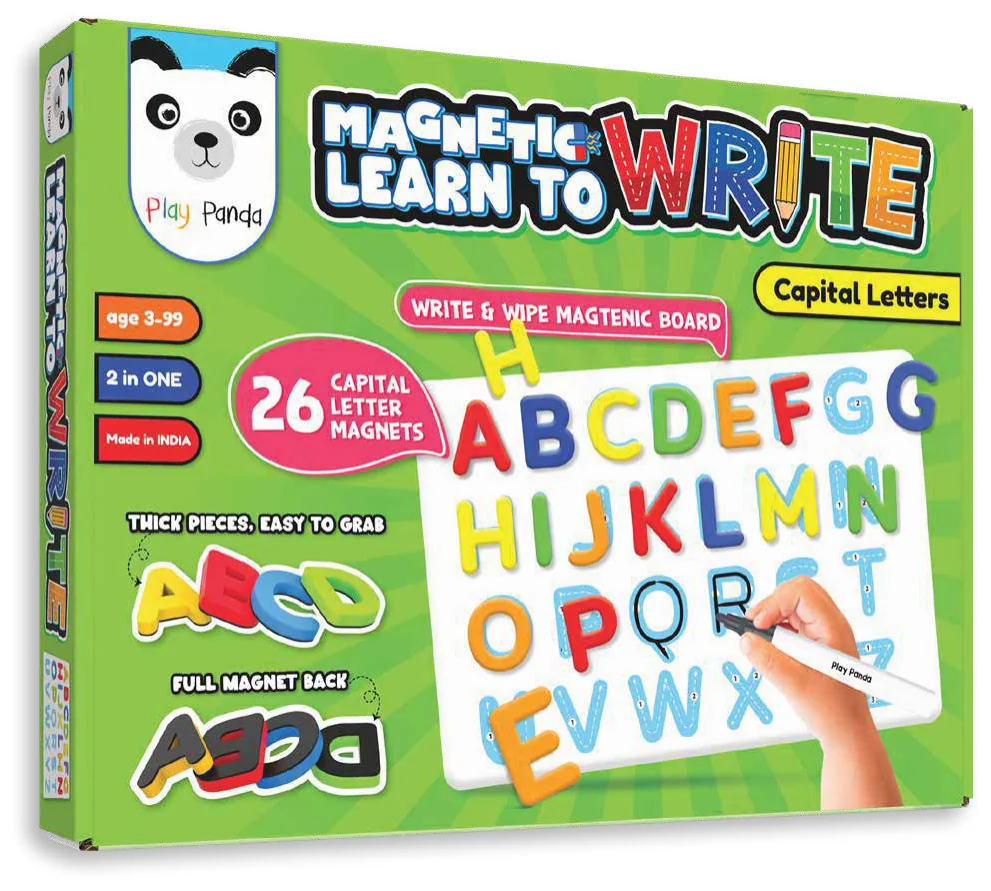 Play Panda
MAGNETIC
LEARN TO WRITE
Capital Letters
age 3-99
2 in ONE
Made in INDIA
WRITE & WIPE MAGTENIC BOARD
26 CAPITAL
LETTER
MAGNETS
H
A B C D E F G G
H I J K L M N
O P Q R S T
U V W X Z
E
Play Panda
THICK PIECES, EASY TO GRAB
A B C D
FULL MAGNET BACK
A B C D
Play Panda
MAGNETIC
LEARN TO
WRITE